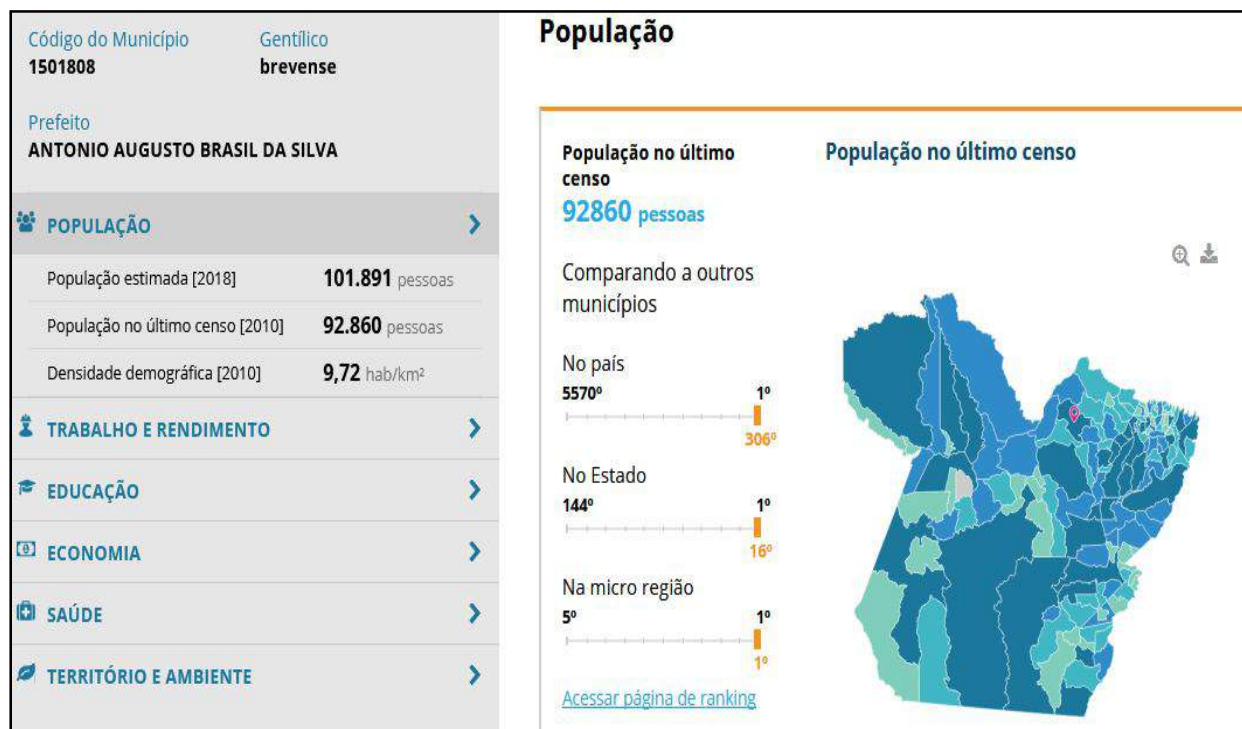 Código do Município Gentílico
1501808 brevense
Prefeito
ANTONIO AUGUSTO BRASIL DA SILVA
POPULAÇÃO
População estimada [2018] 101.891 pessoas
População no último censo [2010] 92.860 pessoas
Densidade demográfica [2010] 9,72 hab/km²
TRABALHO E RENDIMENTO
EDUCAÇÃO
ECONOMIA
SAÚDE
TERRITÓRIO E AMBIENTE
População
População no último
censo
92860 pessoas
Comparando a outros
municípios
No país
5570º 1º
306º
No Estado
144º 1º
16º
Na micro região
5º 1º
1º
Acessar página de ranking
População no último censo